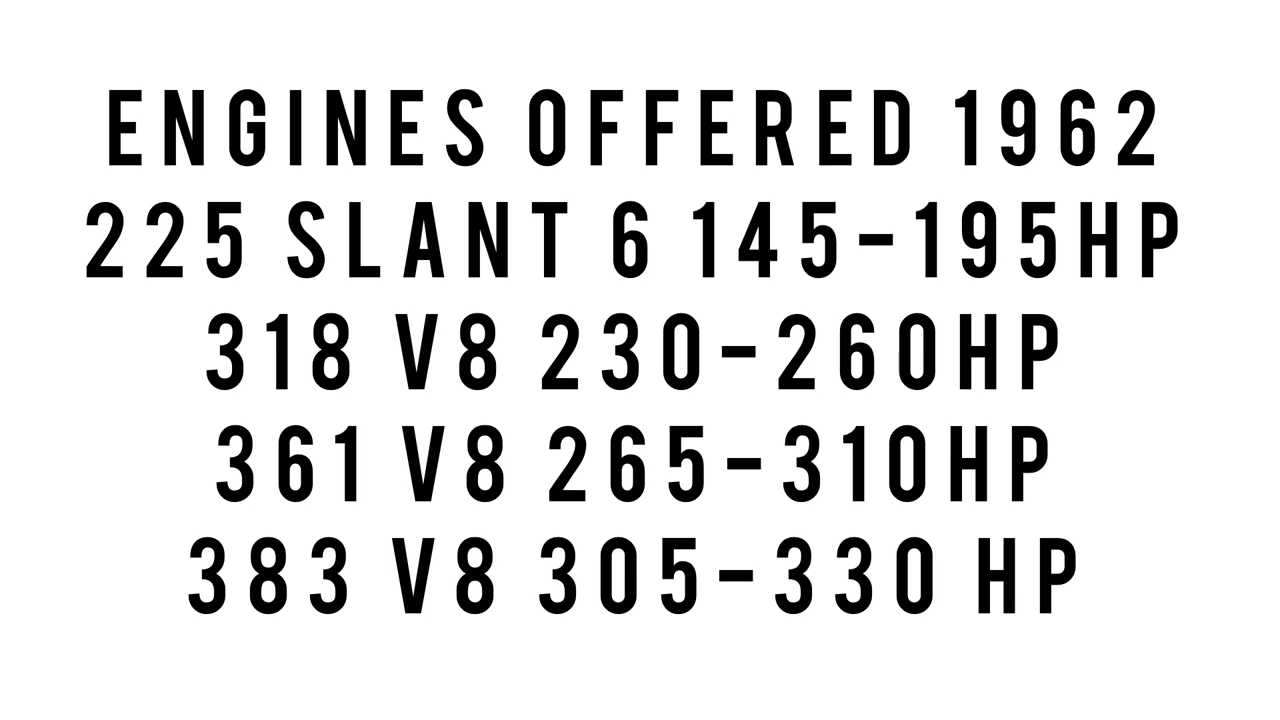 ENGINES OFFERED 1962
225 SLANT 6 145-195HP
318 V8 230-260HP
361 V8 265-310HP
383 V8 305-330 HP